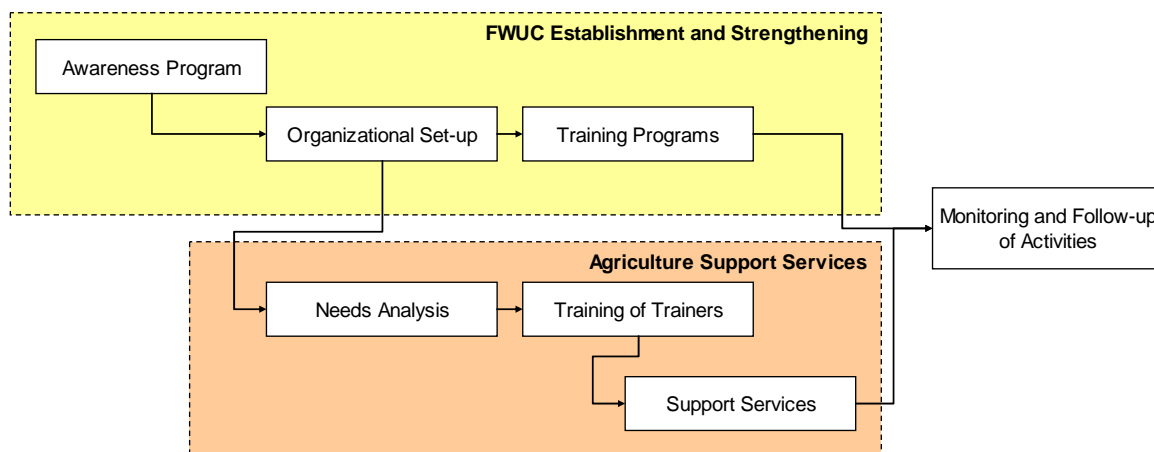 FWUC Establishment and Strengthening
Awareness Program
Organizational Set-up
Training Programs
Monitoring and Follow-up
of Activities
Agriculture Support Services
Needs Analysis
Training of Trainers
Support Services